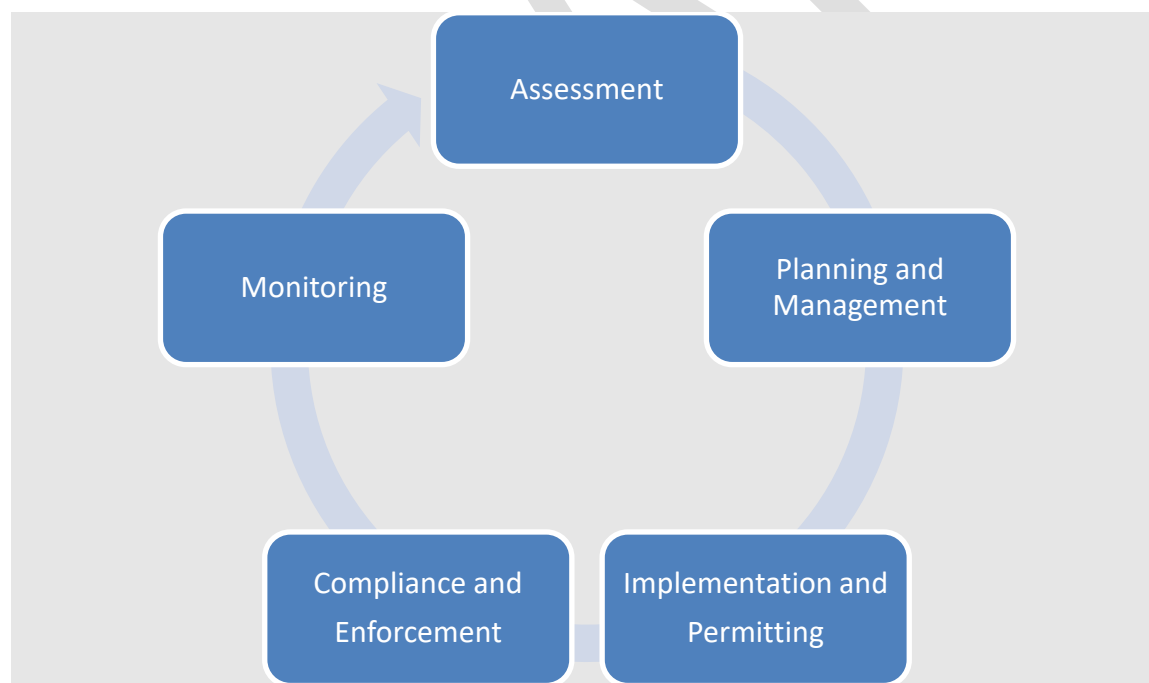 Assessment
Planning and
Management
Implementation and
Permitting
Compliance and
Enforcement
Monitoring